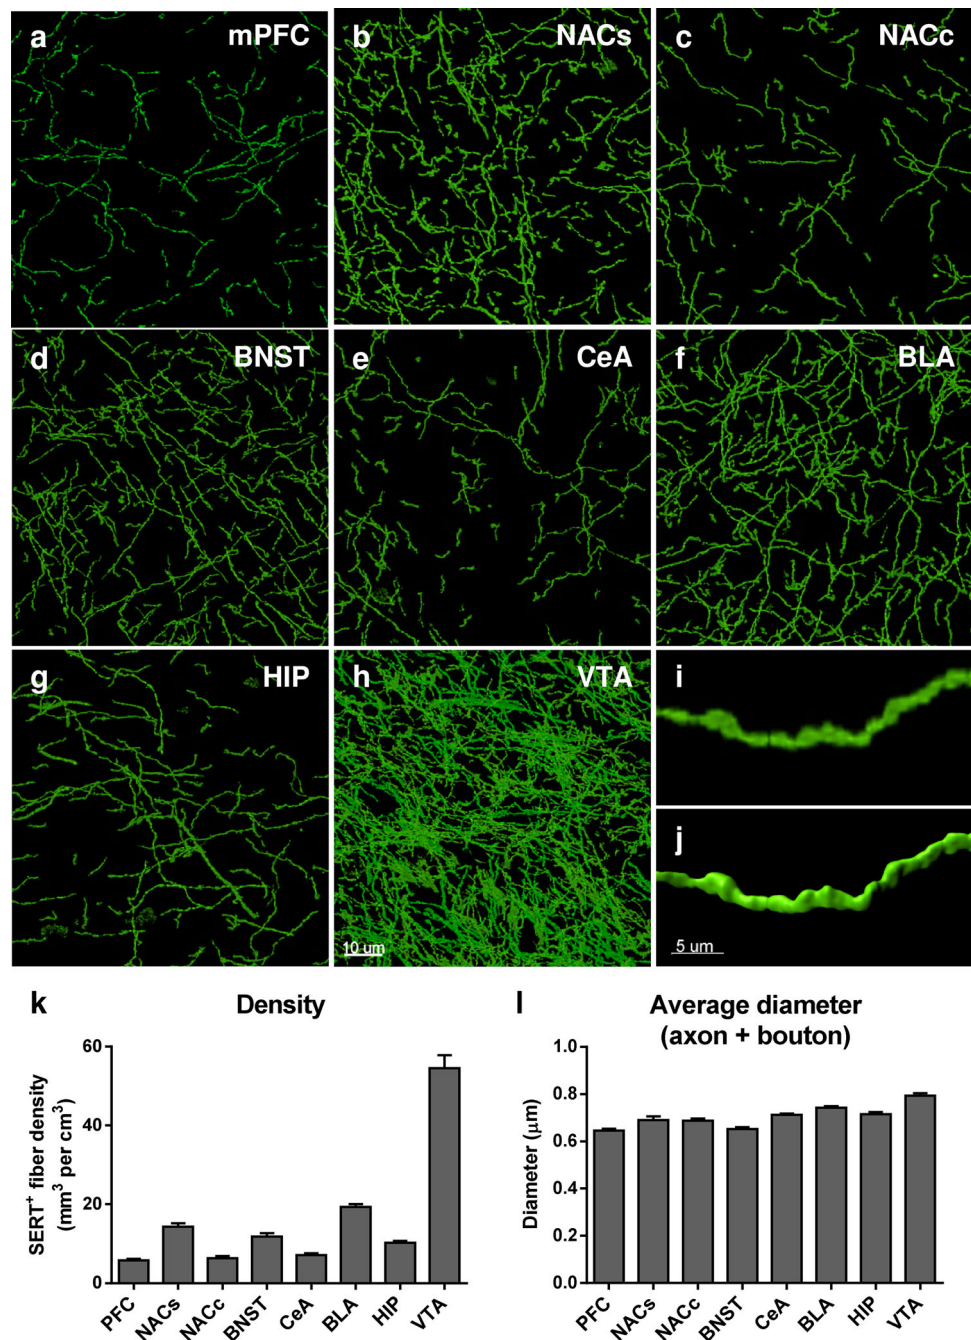 a mPFC
b NACs
c NACc
d BNST
e CeA
f BLA
g HIP
h VTA
10 um
i
j
5 um
k Density
SERT⁺ fiber density
(mm³ per cm³)
60
40
20
0
PFC NACs NACc BNST CeA BLA HIP VTA
l Average diameter
(axon + bouton)
Diameter (μm)
1.0
0.8
0.6
0.4
0.2
0.0
PFC NACs NACc BNST CeA BLA HIP VTA